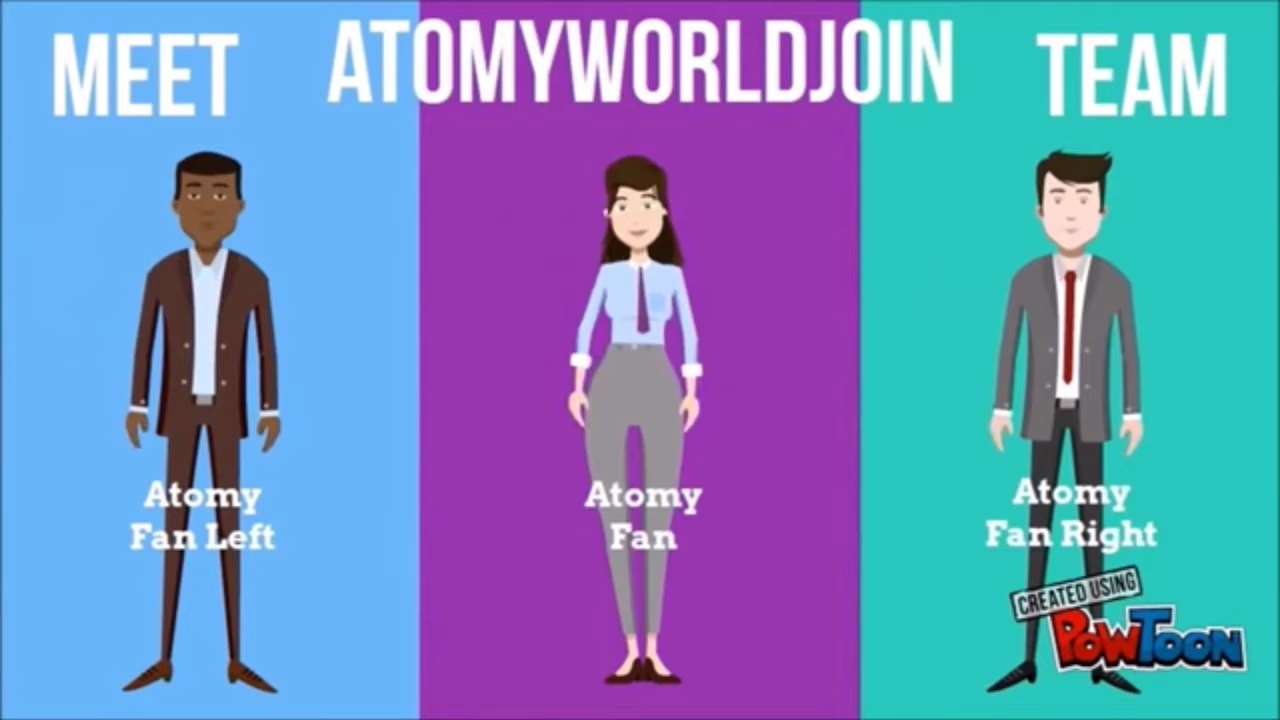 MEET ATOMYWORLDJOIN TEAM
Atomy
Fan Left
Atomy
Fan
Atomy
Fan Right
CREATED USING
POWTOON